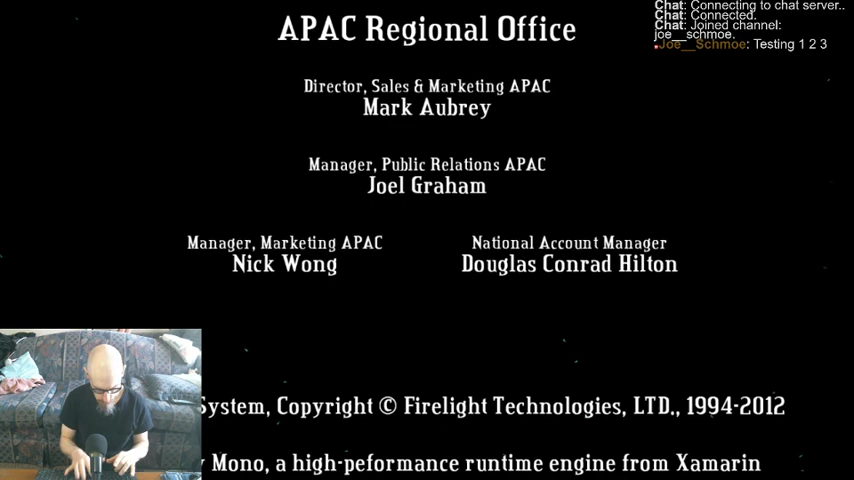 Chat: Connecting to chat server..
Chat: Connected.
Chat: Joined channel:
joe__schmoe.
Joe__Schmoe: Testing 1 2 3
APAC Regional Office
Director, Sales & Marketing APAC
Mark Aubrey
Manager, Public Relations APAC
Joel Graham
Manager, Marketing APAC
Nick Wong
National Account Manager
Douglas Conrad Hilton
System, Copyright © Firelight Technologies, LTD., 1994-2012
Mono, a high-peformance runtime engine from Xamarin